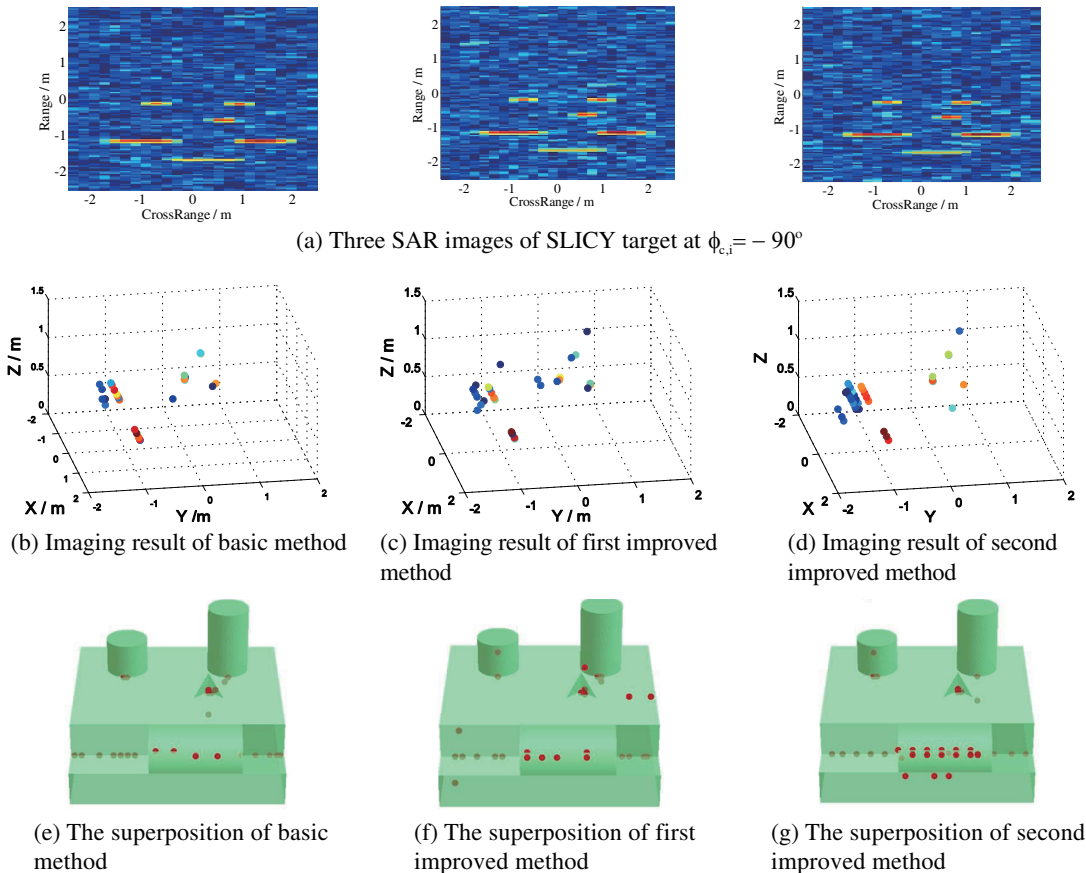 2
1
0
-1
-2
Range / m
-2 -1 0 1 2
CrossRange / m
2
1
0
-1
-2
Range / m
-2 -1 0 1 2
CrossRange / m
2
1
0
-1
-2
Range / m
-2 -1 0 1 2
CrossRange / m
(a) Three SAR images of SLICY target at ϕc,i= − 90º
1.5
1
0.5
0
Z / m
-2
-1
0
1
2
X / m
-2 -1 0 1 2
Y /m
1.5
1
0.5
0
Z / m
-2
0
2
X / m
-2 -1 0 1 2
Y / m
1.5
1
0.5
0
Z
-2
0
2
X
-2 -1 0 1 2
Y
(b) Imaging result of basic method
(c) Imaging result of first improved
method
(d) Imaging result of second
improved method
(e) The superposition of basic
method
(f) The superposition of first
improved method
(g) The superposition of second
improved method